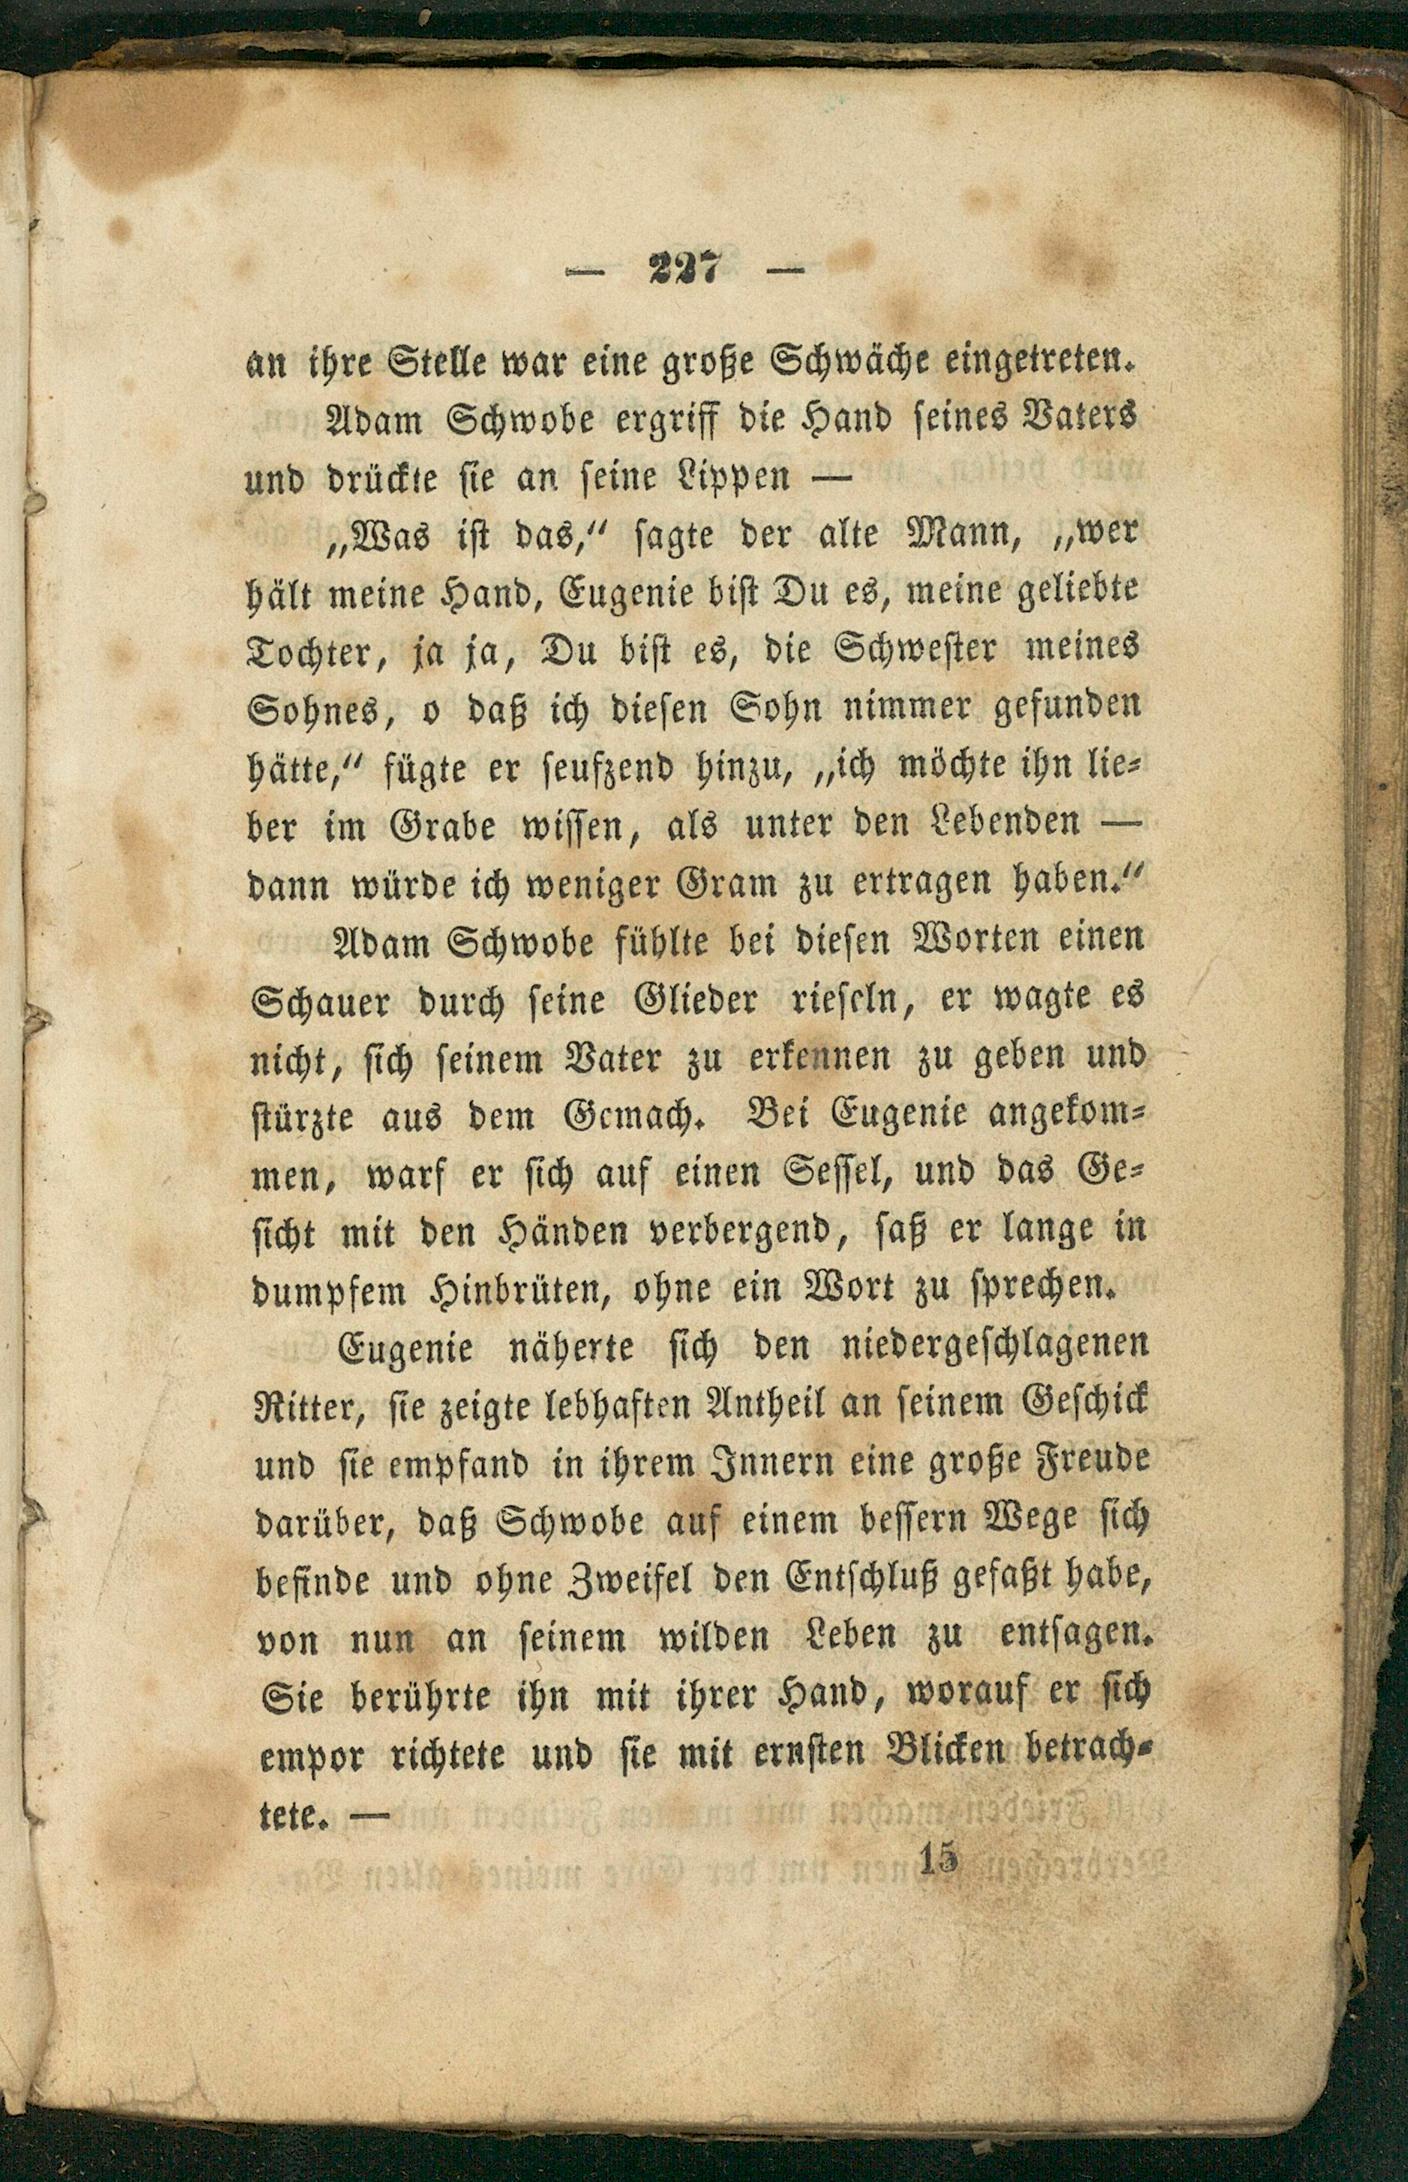 — 227 —
an ihre Stelle war eine große Schwäche eingetreten.
Adam Schwobe ergriff die Hand seines Vaters
und drückte sie an seine Lippen —
„Was ist das,“ sagte der alte Mann, „wer
hält meine Hand, Eugenie bist Du es, meine geliebte
Tochter, ja ja, Du bist es, die Schwester meines
Sohnes, o daß ich diesen Sohn nimmer gefunden
hätte,“ fügte er seufzend hinzu, „ich möchte ihn lie-
ber im Grabe wissen, als unter den Lebenden —
dann würde ich weniger Gram zu ertragen haben.“
Adam Schwobe fühlte bei diesen Worten einen
Schauer durch seine Glieder rieseln, er wagte es
nicht, sich seinem Vater zu erkennen zu geben und
stürzte aus dem Gemach. Bei Eugenie angekom-
men, warf er sich auf einen Sessel, und das Ge-
sicht mit den Händen verbergend, saß er lange in
dumpfem Hinbrüten, ohne ein Wort zu sprechen.
Eugenie näherte sich den niedergeschlagenen
Ritter, sie zeigte lebhaften Antheil an seinem Geschick
und sie empfand in ihrem Innern eine große Freude
darüber, daß Schwobe auf einem bessern Wege sich
befinde und ohne Zweifel den Entschluß gefaßt habe,
von nun an seinem wilden Leben zu entsagen.
Sie berührte ihn mit ihrer Hand, worauf er sich
empor richtete und sie mit ernsten Blicken betrach-
tete. —
15